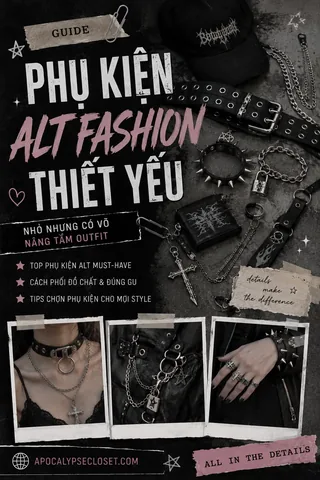 GUIDE
PHỤ KIỆN
ALT FASHION
THIẾT YẾU
NHỎ NHƯNG CÓ VÕ
NÂNG TẦM OUTFIT
TOP PHỤ KIỆN ALT MUST-HAVE
CÁCH PHỐI ĐỒ CHẤT & ĐÚNG GU
TIPS CHỌN PHỤ KIỆN CHO MỌI STYLE
details
make
the difference
APOCALYPSECLOSET.COM
ALL IN THE DETAILS